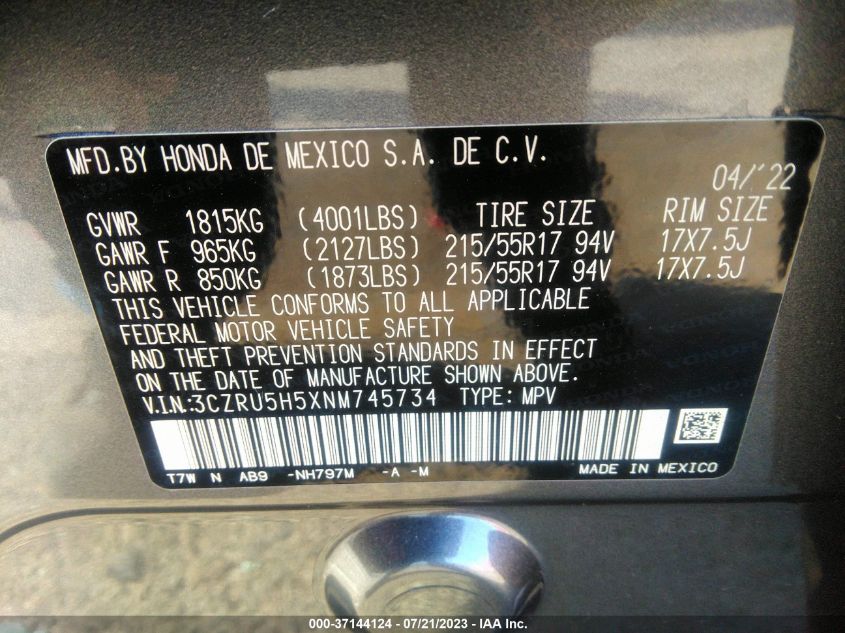 MFD.BY HONDA DE MEXICO S.A. DE C.V.
04/'22
GVWR 1815KG (4001LBS) TIRE SIZE RIM SIZE
GAWR F 965KG (2127LBS) 215/55R17 94V 17X7.5J
GAWR R 850KG (1873LBS) 215/55R17 94V 17X7.5J
THIS VEHICLE CONFORMS TO ALL APPLICABLE
FEDERAL MOTOR VEHICLE SAFETY
AND THEFT PREVENTION STANDARDS IN EFFECT
ON THE DATE OF MANUFACTURE SHOWN ABOVE.
V.I.N.:3CZRU5H5XNM745734 TYPE: MPV
T7W N AB9 -NH797M -A -M MADE IN MEXICO
000-37144124 / 07/21/2023 - IAA Inc.